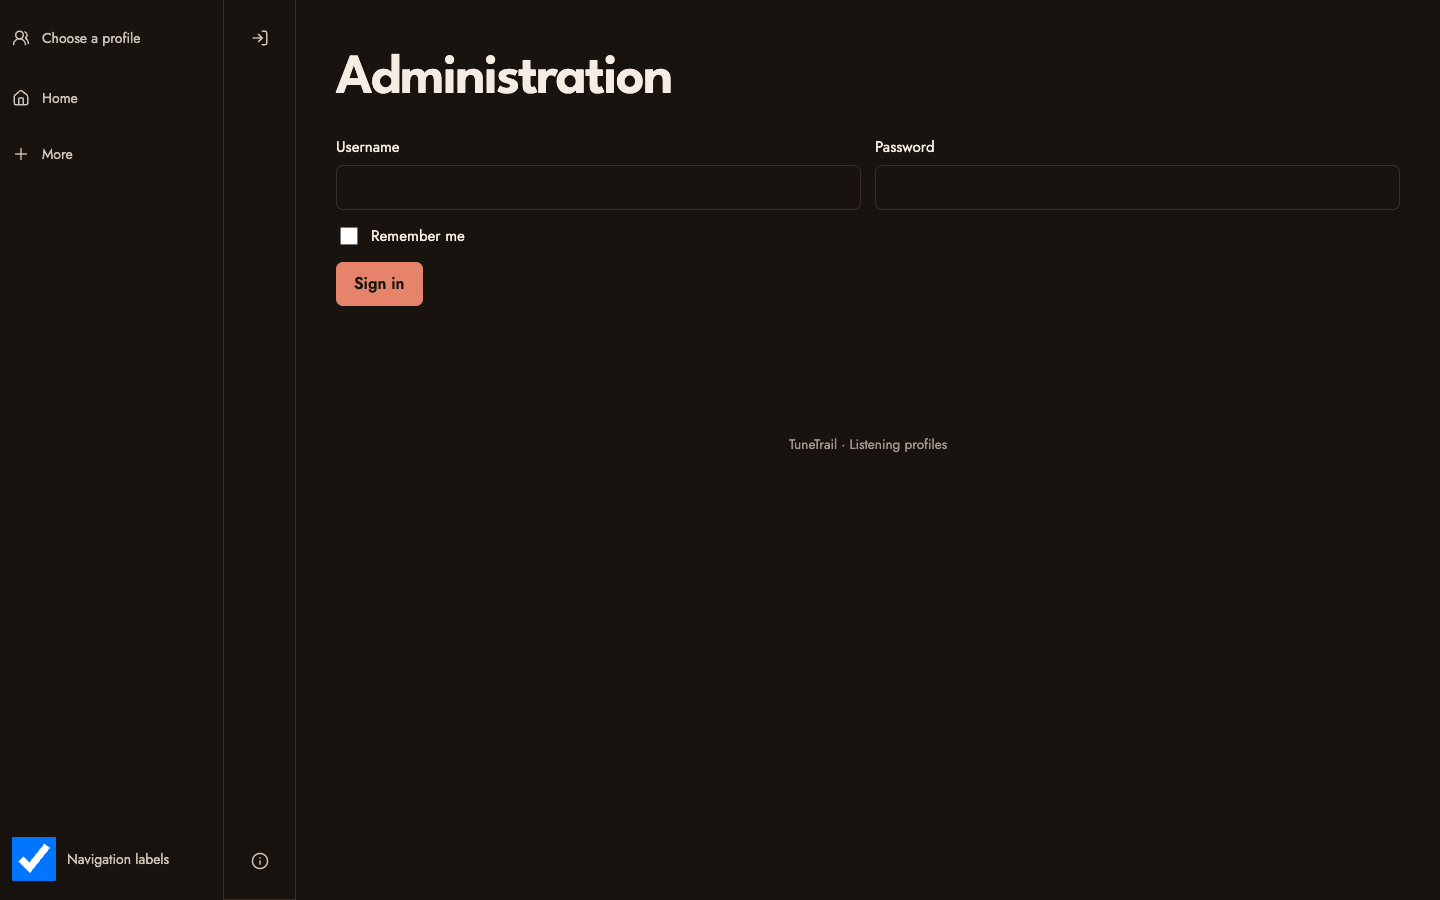 Choose a profile
Home
More
Navigation labels
Administration
Username
Password
Remember me
Sign in
TuneTrail · Listening profiles